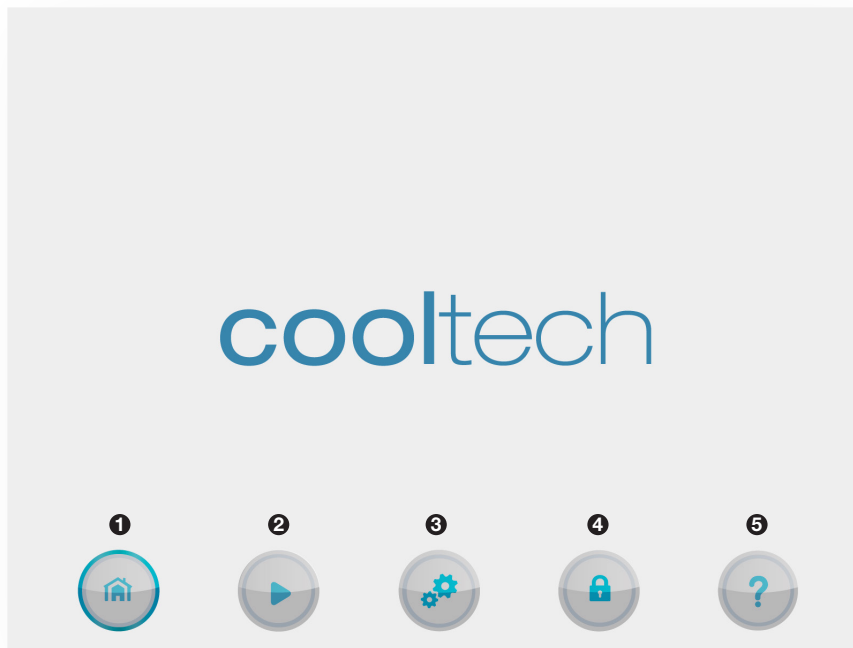 cooltech
❶ ❷ ❸ ❹ ❺
?